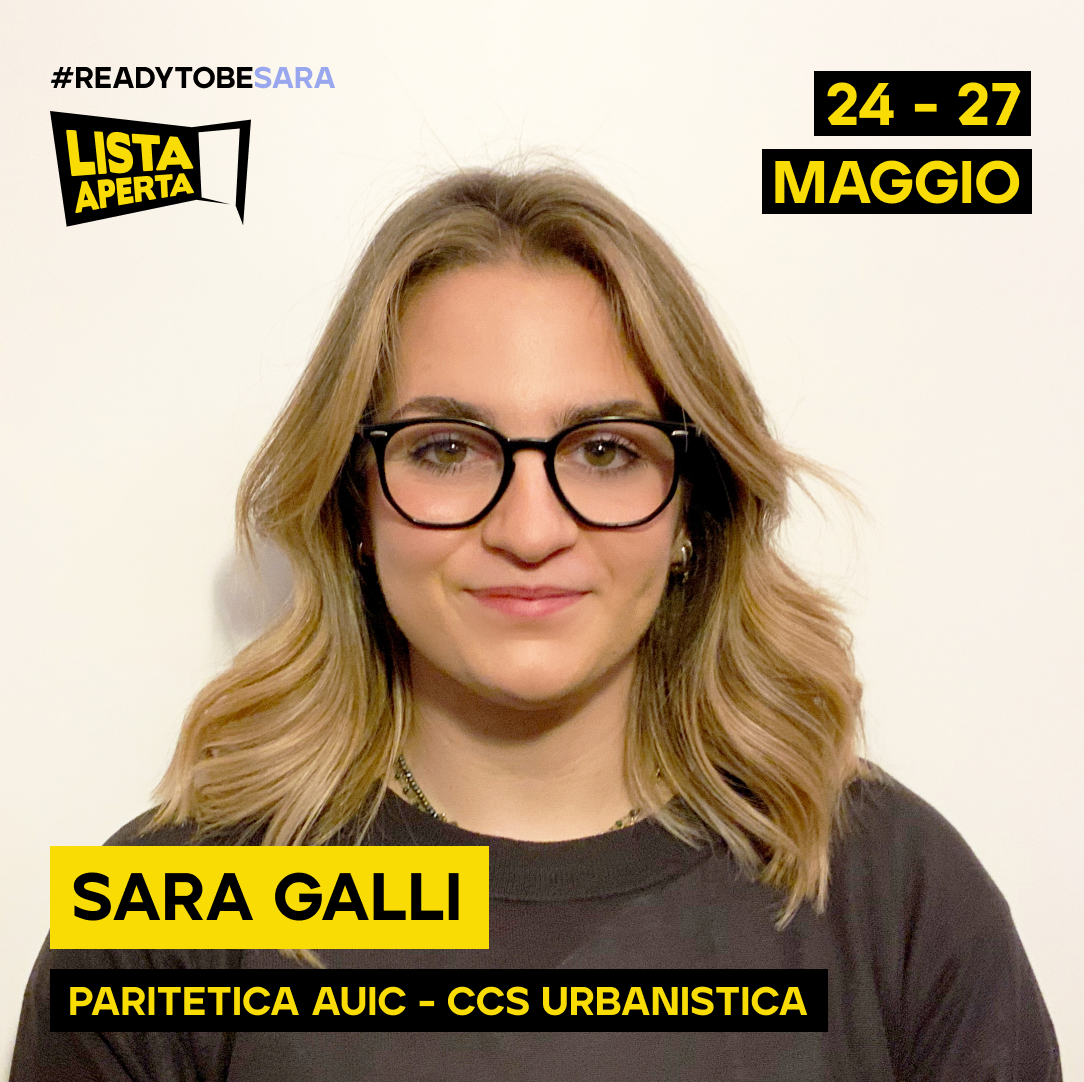 #READYTOBESARA
LISTA
APERTA
24 - 27
MAGGIO
SARA GALLI
PARITETICA AUIC - CCS URBANISTICA